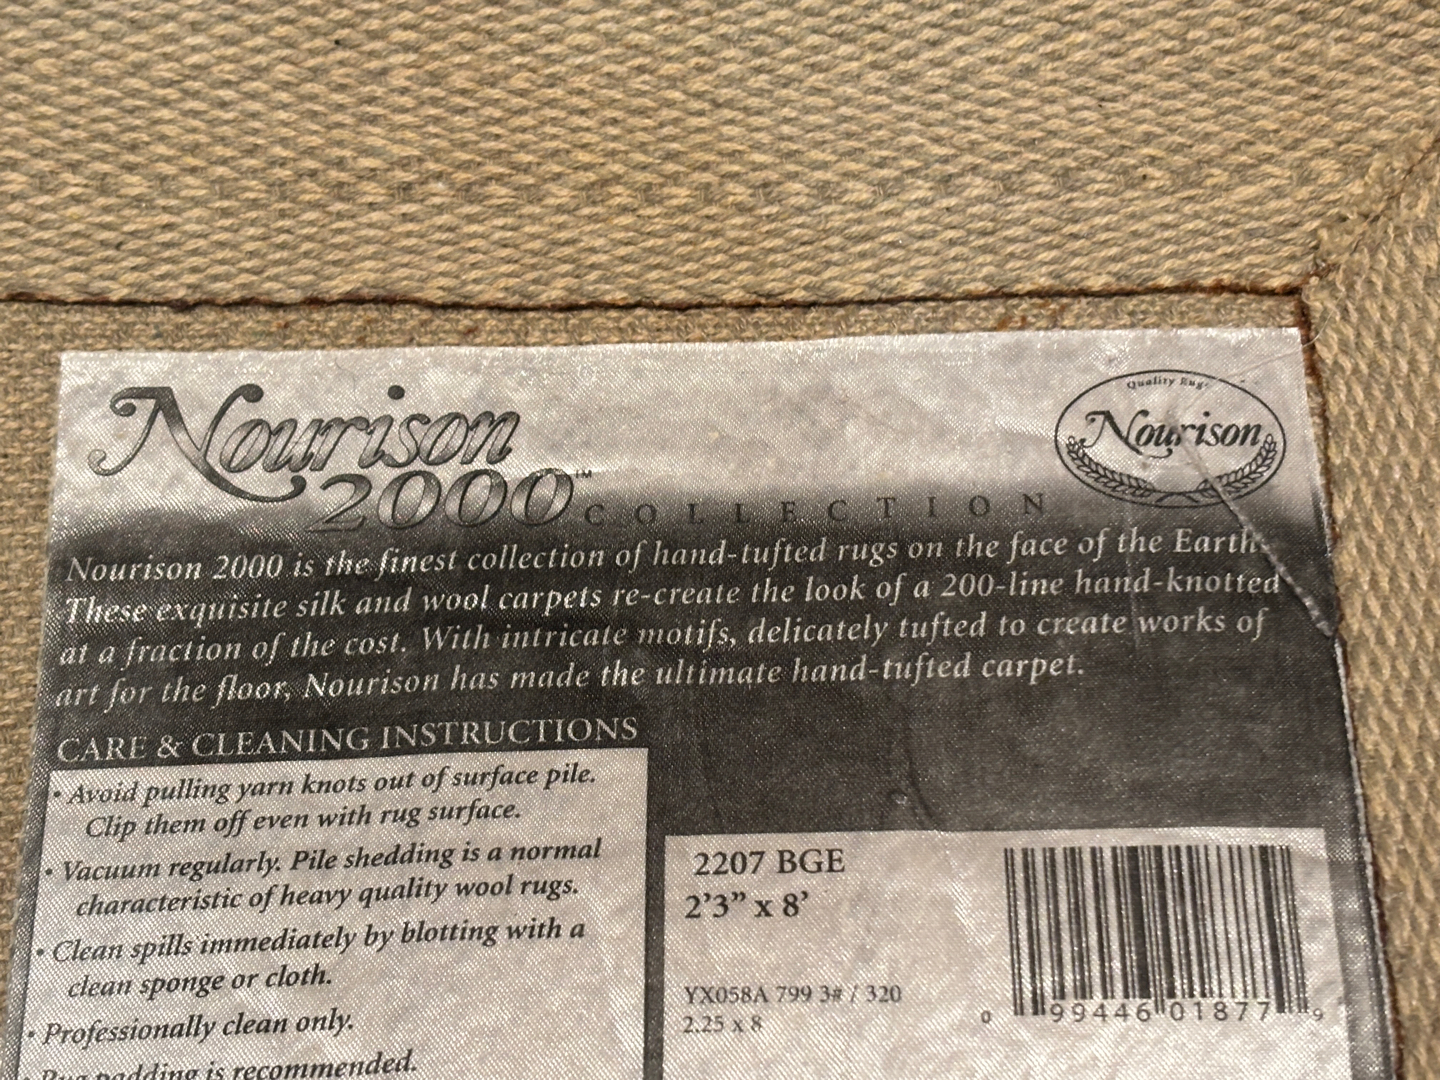 Nourison
2000™ COLLECTION
Quality Rugs
Nourison
Nourison 2000 is the finest collection of hand-tufted rugs on the face of the Earth.
These exquisite silk and wool carpets re-create the look of a 200-line hand-knotted
at a fraction of the cost. With intricate motifs, delicately tufted to create works of
art for the floor, Nourison has made the ultimate hand-tufted carpet.
CARE & CLEANING INSTRUCTIONS
• Avoid pulling yarn knots out of surface pile.
Clip them off even with rug surface.
• Vacuum regularly. Pile shedding is a normal
characteristic of heavy quality wool rugs.
• Clean spills immediately by blotting with a
clean sponge or cloth.
• Professionally clean only.
• Rug padding is recommended.
2207 BGE
2'3" x 8'
YX058A 799 3# / 320
2.25 x 8
0 99446 01877 9